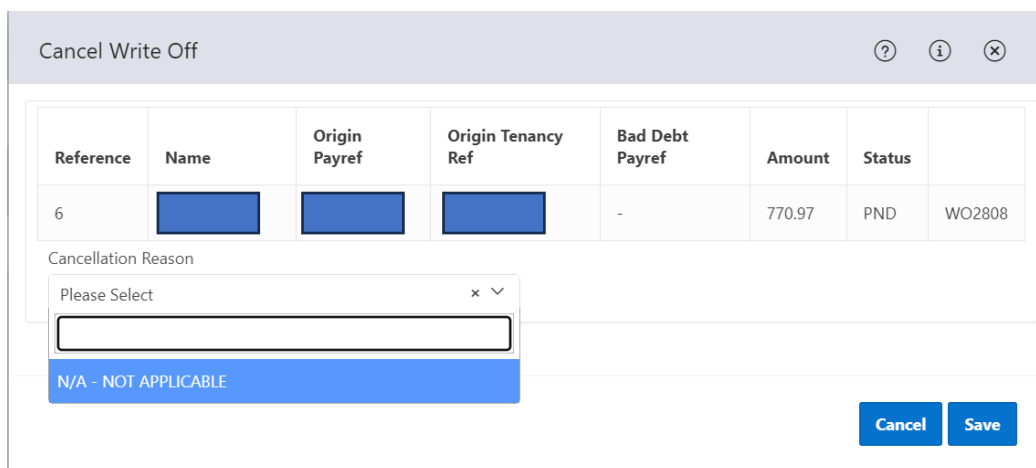 Cancel Write Off
Reference Name Origin Payref Origin Tenancy Ref Bad Debt Payref Amount Status
6 - 770.97 PND WO2808
Cancellation Reason
Please Select
N/A - NOT APPLICABLE
Cancel Save